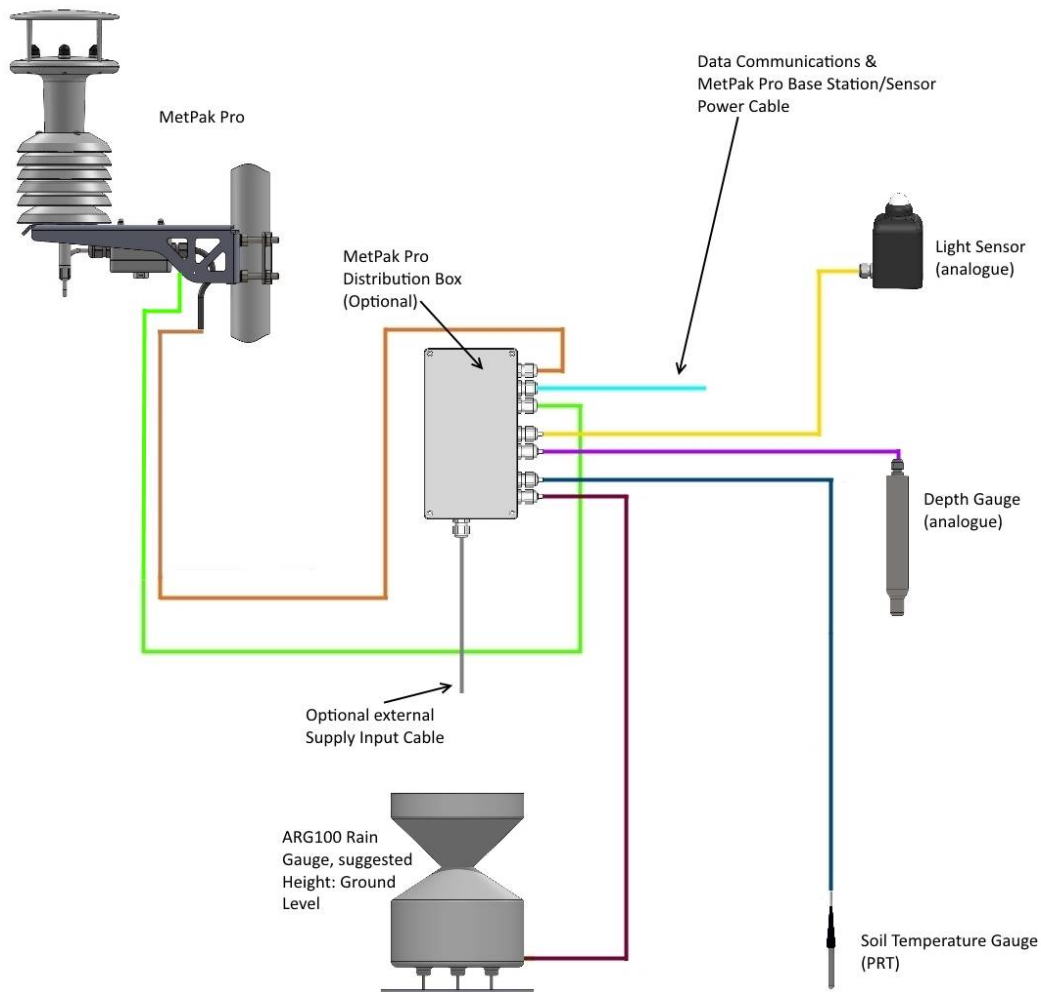 MetPak Pro
Data Communications &
MetPak Pro Base Station/Sensor
Power Cable
Light Sensor
(analogue)
MetPak Pro
Distribution Box
(Optional)
Depth Gauge
(analogue)
Optional external
Supply Input Cable
ARG100 Rain
Gauge, suggested
Height: Ground
Level
Soil Temperature Gauge
(PRT)